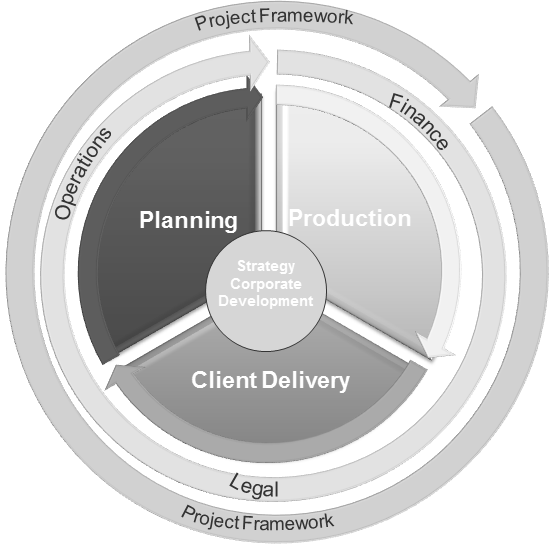 Project Framework
Finance
Operations
Planning
Production
Strategy
Corporate
Development
Client Delivery
Legal
Project Framework